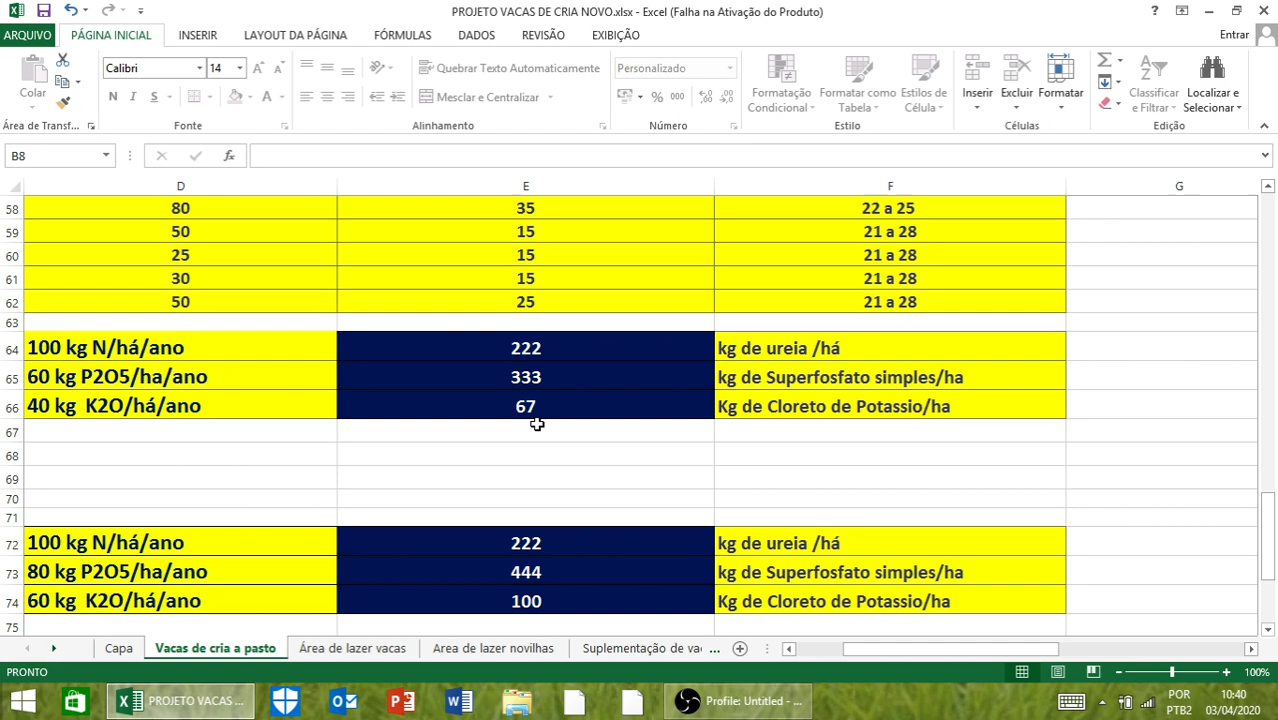 PROJETO VACAS DE CRIA NOVO.xlsx - Excel (Falha na Ativação do Produto)
ARQUIVO PÁGINA INICIAL INSERIR LAYOUT DA PÁGINA FÓRMULAS DADOS REVISÃO EXIBIÇÃO Entrar
Colar Calibri 14 Quebrar Texto Automaticamente Personalizado Formatação Condicional Formatar como Tabela Estilos de Célula Inserir Excluir Formatar Classificar e Filtrar Localizar e Selecionar
N I S A Mesclar e Centralizar % 000
Área de Transf... Fonte Alinhamento Número Estilo Células Edição
B8 fx
D E F G
58 80 35 22 a 25
59 50 15 21 a 28
60 25 15 21 a 28
61 30 15 21 a 28
62 50 25 21 a 28
63
64 100 kg N/há/ano 222 kg de ureia /há
65 60 kg P2O5/ha/ano 333 kg de Superfosfato simples/ha
66 40 kg K2O/há/ano 67 Kg de Cloreto de Potassio/ha
67
68
69
70
71
72 100 kg N/há/ano 222 kg de ureia /há
73 80 kg P2O5/ha/ano 444 kg de Superfosfato simples/ha
74 60 kg K2O/há/ano 100 Kg de Cloreto de Potassio/ha
75
Capa Vacas de cria a pasto Área de lazer vacas Area de lazer novilhas Suplementação de va ...
PRONTO 100%
PROJETO VACAS ... Profile: Untitled - ... POR 10:40
PTB2 03/04/2020